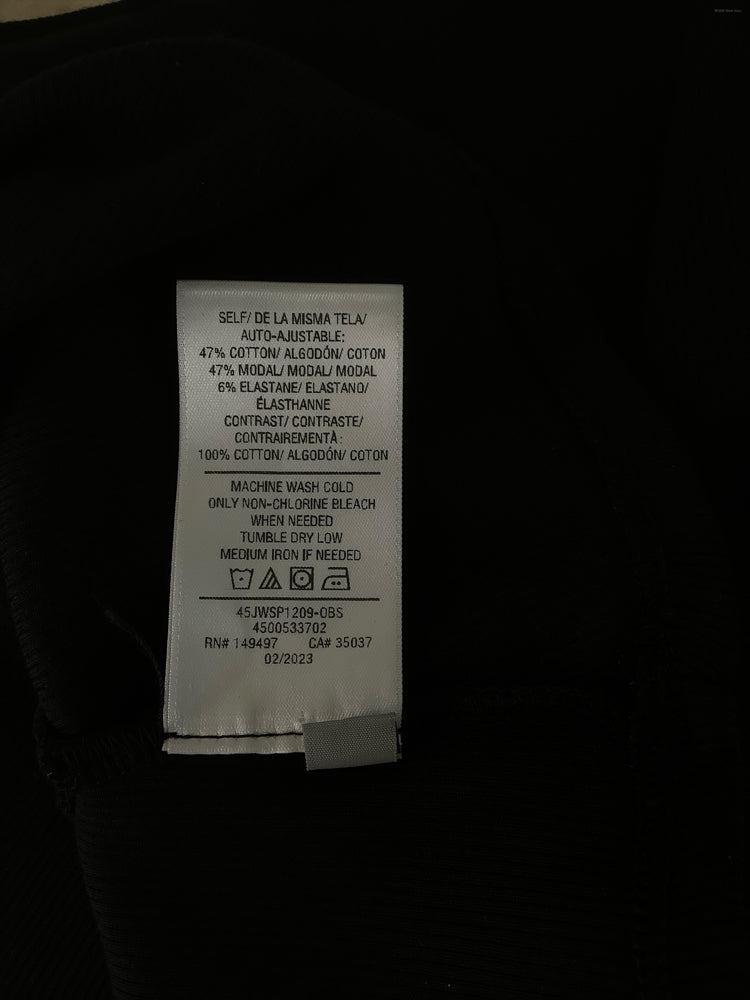 SELF/ DE LA MISMA TELA/
AUTO-AJUSTABLE:
47% COTTON/ ALGODÓN/ COTON
47% MODAL/ MODAL/ MODAL
6% ELASTANE/ ELASTANO/
ÉLASTHANNE
CONTRAST/ CONTRASTE/
CONTRAIREMENTÀ:
100% COTTON/ ALGODÓN/ COTON
MACHINE WASH COLD
ONLY NON-CHLORINE BLEACH
WHEN NEEDED
TUMBLE DRY LOW
MEDIUM IRON IF NEEDED
45JWSP1209-0BS
4500533702
RN# 149497 CA# 35037
02/2023